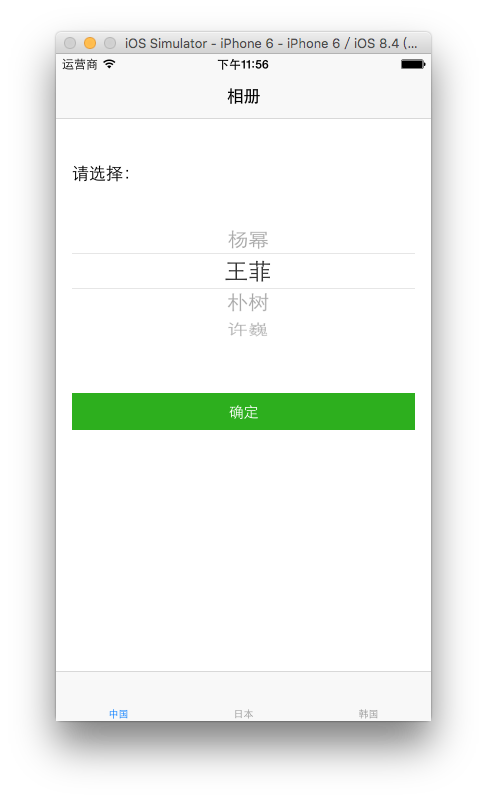 iOS Simulator - iPhone 6 - iPhone 6 / iOS 8.4 (...
运营商 下午11:56
相册
请选择：
杨幂
王菲
朴树
许巍
确定
中国 日本 韩国